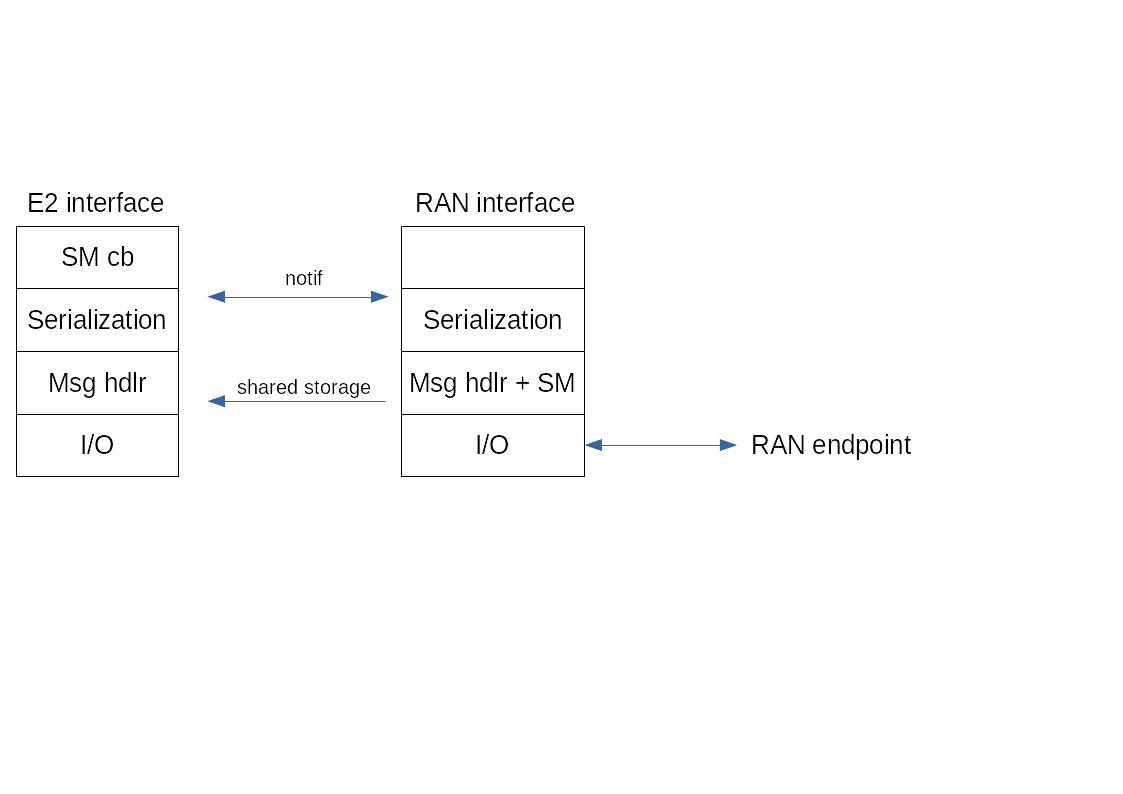 E2 interface
RAN interface
SM cb
notif
Serialization
Serialization
shared storage
Msg hdlr
Msg hdlr + SM
I/O
I/O
RAN endpoint